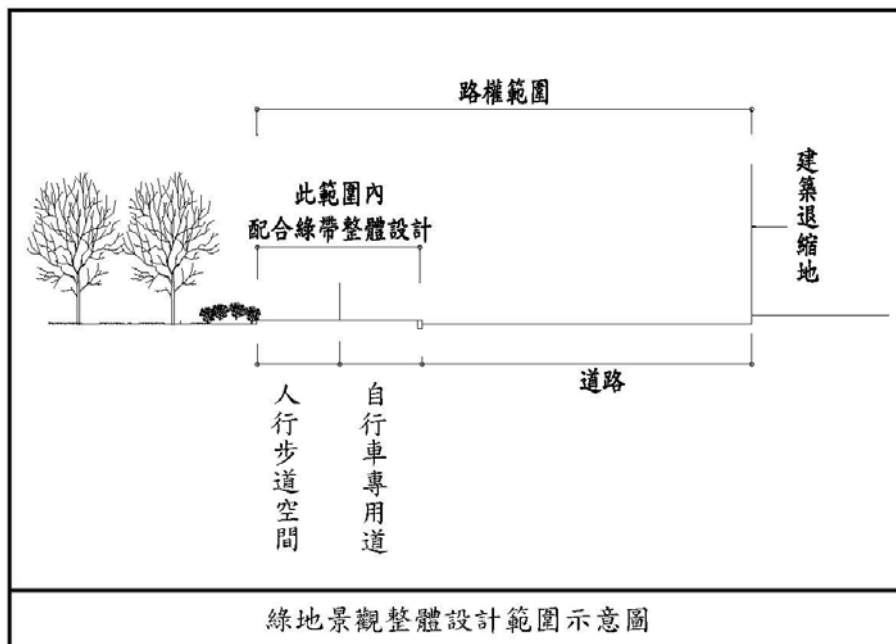 路權範圍
此範圍內
配合綠帶整體設計
建築退縮地
道路
人行步道空間
自行車專用道
綠地景觀整體設計範圍示意圖